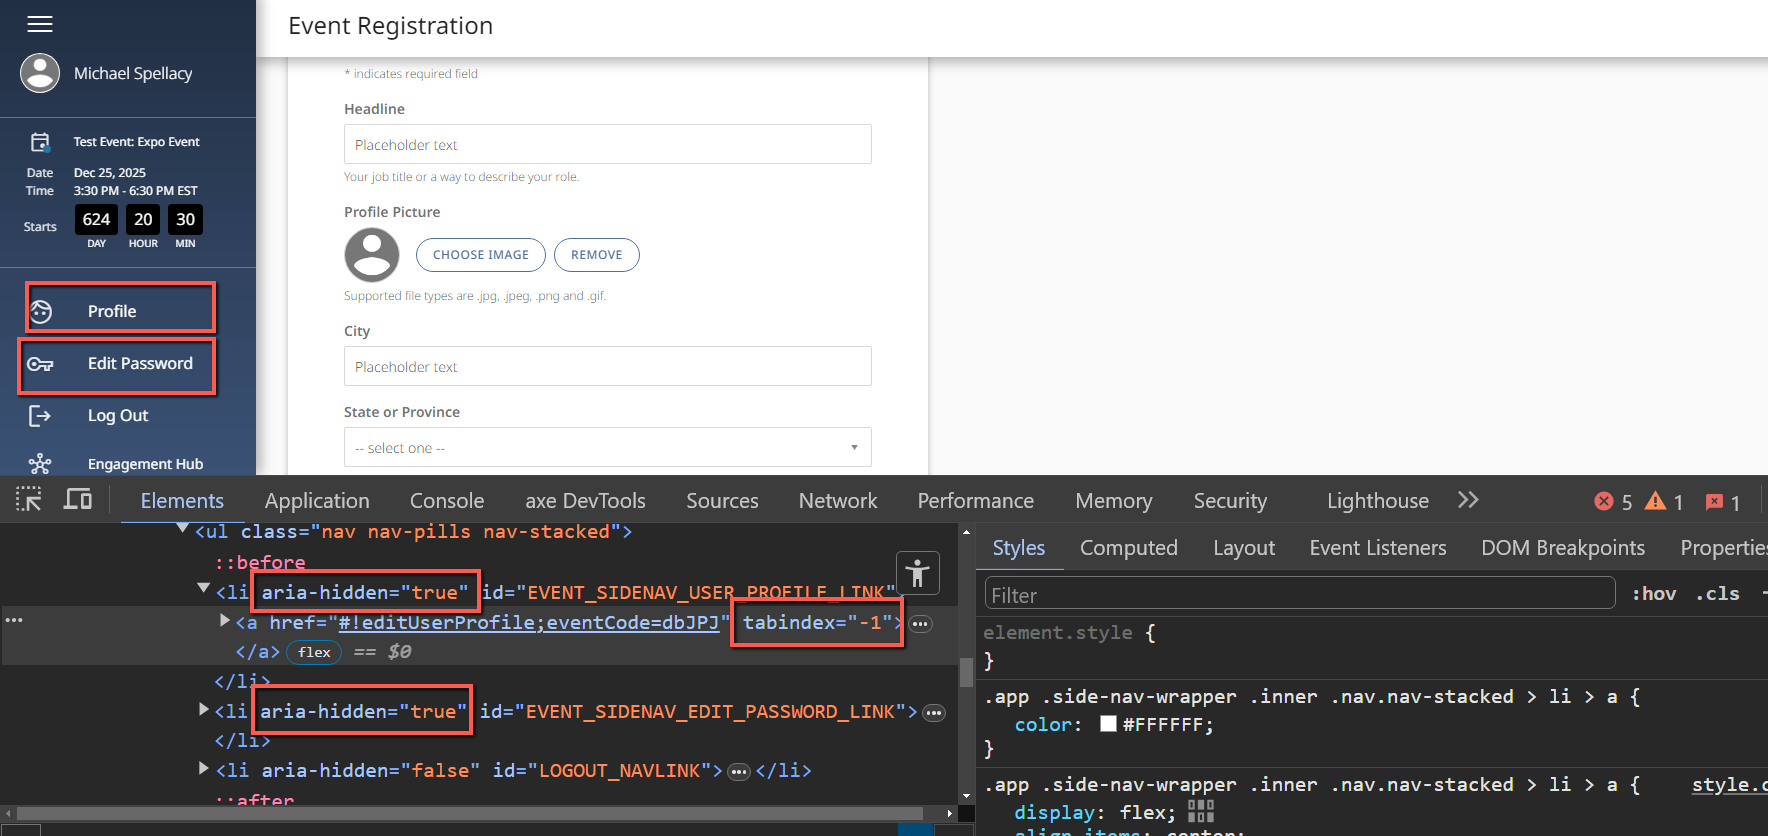 Event Registration
Michael Spellacy
Test Event: Expo Event
Date Dec 25, 2025
Time 3:30 PM - 6:30 PM EST
Starts 624 20 30
DAY HOUR MIN
Profile
Edit Password
Log Out
Engagement Hub
* indicates required field
Headline
Placeholder text
Your job title or a way to describe your role.
Profile Picture
CHOOSE IMAGE REMOVE
Supported file types are .jpg, .jpeg, .png and .gif.
City
Placeholder text
State or Province
-- select one --
Elements Application Console axe DevTools Sources Network Performance Memory Security Lighthouse 5 1 1
<ul class="nav nav-pills nav-stacked">
::before
<li aria-hidden="true" id="EVENT_SIDENAV_USER_PROFILE_LINK"
<a href="#!editUserProfile;eventCode=dbJPJ" tabindex="-1">
</a> flex == $0
</li>
<li aria-hidden="true" id="EVENT_SIDENAV_EDIT_PASSWORD_LINK">
</li>
<li aria-hidden="false" id="LOGOUT_NAVLINK"> </li>
::after
Styles Computed Layout Event Listeners DOM Breakpoints Properties
Filter :hov .cls
element.style {
}
.app .side-nav-wrapper .inner .nav.nav-stacked > li > a {
color: #FFFFFF;
}
.app .side-nav-wrapper .inner .nav.nav-stacked > li > a { style.c
display: flex;
align-items: center;